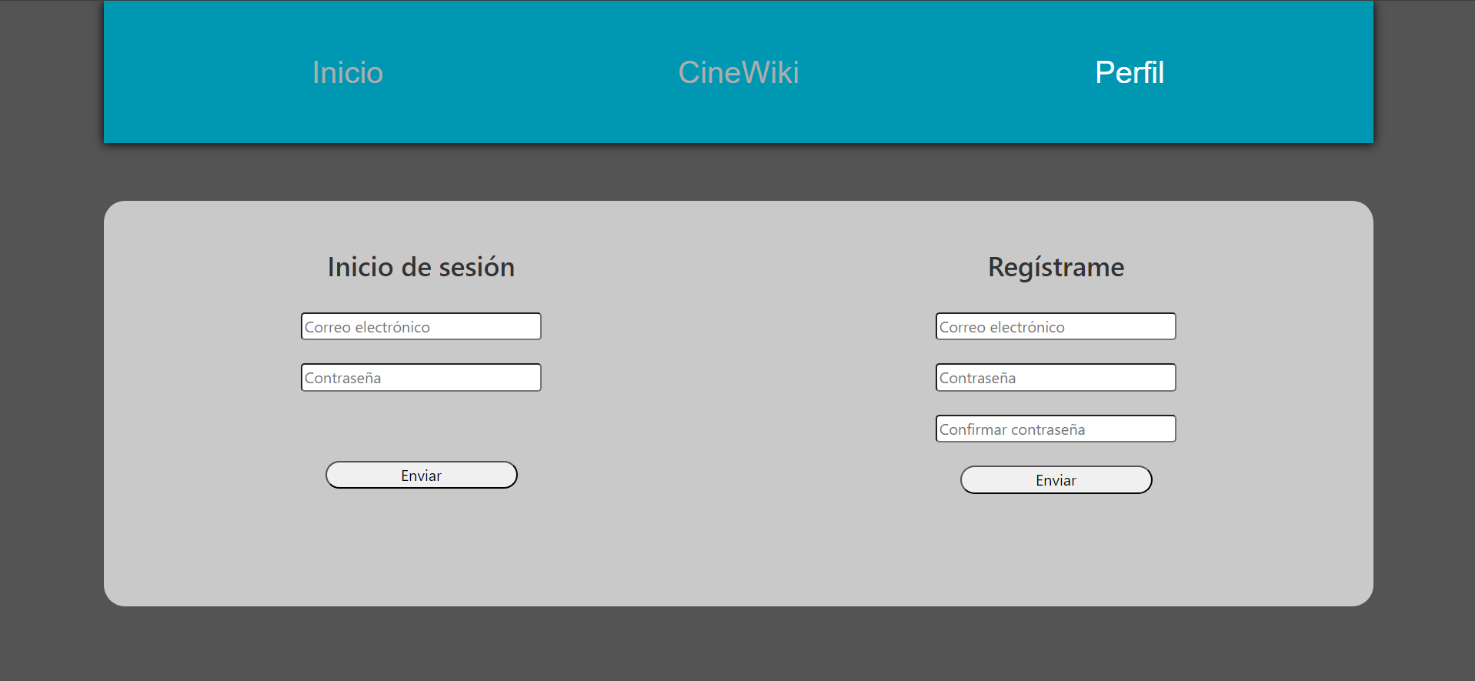 Inicio
CineWiki
Perfil
Inicio de sesión
Correo electrónico
Contraseña
Enviar
Regístrame
Correo electrónico
Contraseña
Confirmar contraseña
Enviar